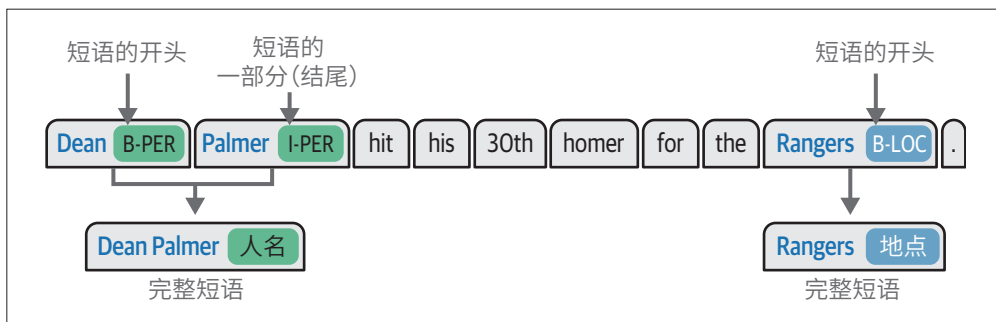 短语的开头
短语的
一部分（结尾）
短语的开头
Dean B-PER Palmer I-PER hit his 30th homer for the Rangers B-LOC .
Dean Palmer 人名
Rangers 地点
完整短语
完整短语